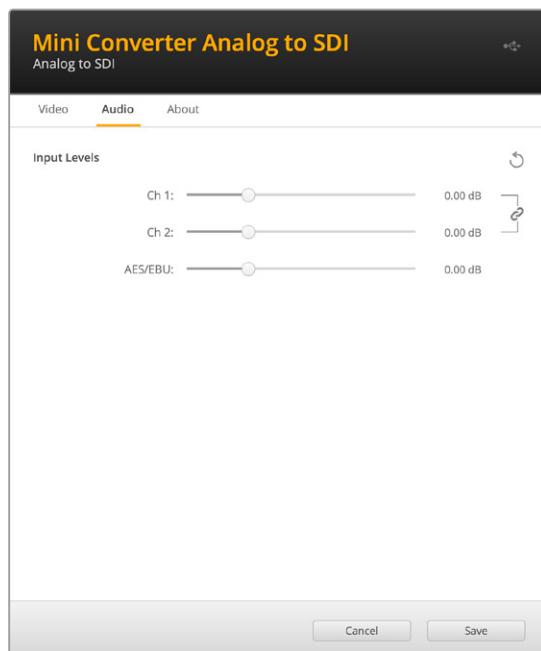 Mini Converter Analog to SDI
Analog to SDI
Video Audio About
Input Levels
Ch 1: 0.00 dB
Ch 2: 0.00 dB
AES/EBU: 0.00 dB
Cancel Save